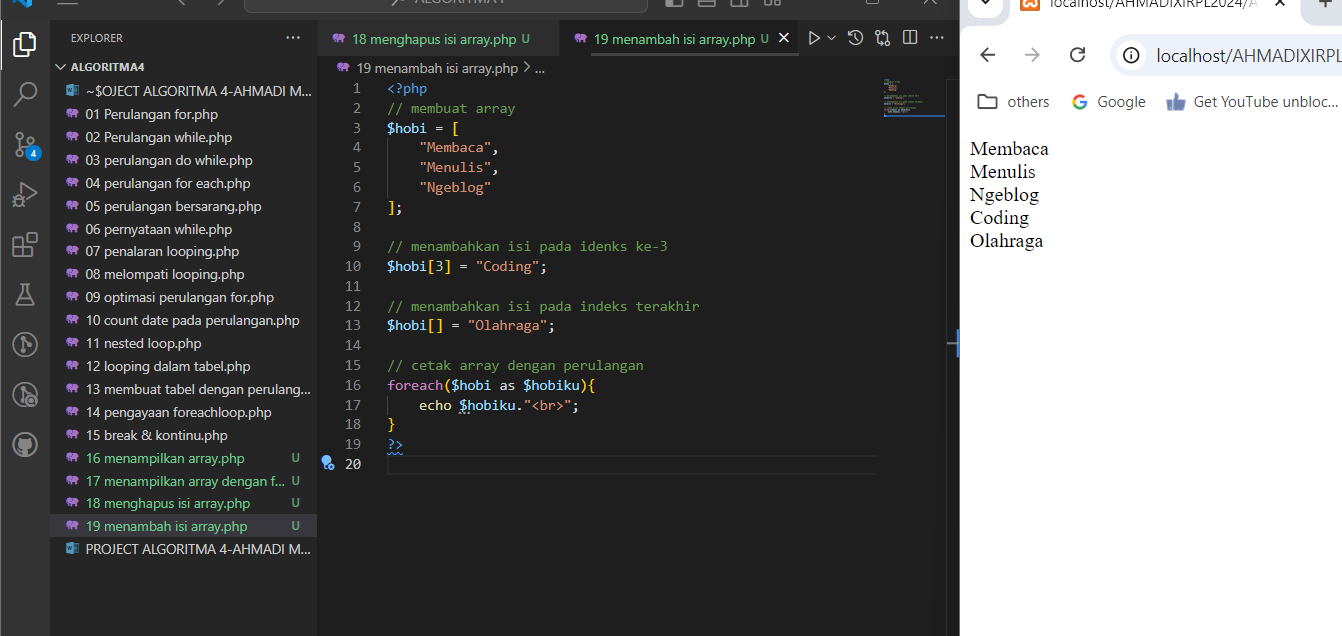 localhost/AHMADIXIRPL2024/A
EXPLORER
18 menghapus isi array.php U
19 menambah isi array.php U
localhost/AHMADIXIRPL
ALGORITMA4
19 menambah isi array.php > ...
others
Google
Get YouTube unbloc...
~$OJECT ALGORITMA 4-AHMADI M...
01 Perulangan for.php
02 Perulangan while.php
03 perulangan do while.php
04 perulangan for each.php
05 perulangan bersarang.php
06 pernyataan while.php
07 penalaran looping.php
08 melompati looping.php
09 optimasi perulangan for.php
10 count date pada perulangan.php
11 nested loop.php
12 looping dalam tabel.php
13 membuat tabel dengan perulang...
14 pengayaan foreachloop.php
15 break & kontinu.php
16 menampilkan array.php U
17 menampilkan array dengan f... U
18 menghapus isi array.php U
19 menambah isi array.php U
PROJECT ALGORITMA 4-AHMADI M...
4
1 <?php
2 // membuat array
3 $hobi = [
4 "Membaca",
5 "Menulis",
6 "Ngeblog"
7 ];
8
9 // menambahkan isi pada idenks ke-3
10 $hobi[3] = "Coding";
11
12 // menambahkan isi pada indeks terakhir
13 $hobi[] = "Olahraga";
14
15 // cetak array dengan perulangan
16 foreach($hobi as $hobiku){
17 echo $hobiku."<br>";
18 }
19 ?>
20
Membaca
Menulis
Ngeblog
Coding
Olahraga